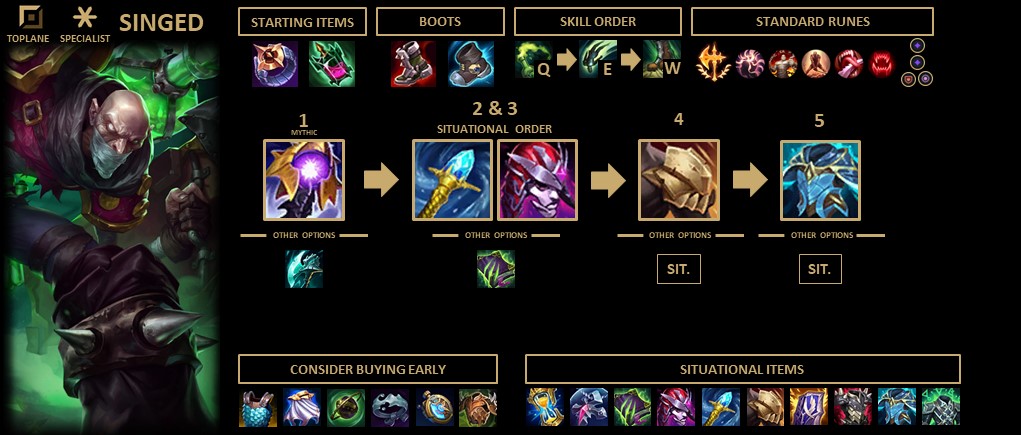 TOPLANE
SPECIALIST
SINGED
STARTING ITEMS
BOOTS
SKILL ORDER
STANDARD RUNES
Q
E
W
1
MYTHIC
2 & 3
SITUATIONAL ORDER
4
5
OTHER OPTIONS
OTHER OPTIONS
OTHER OPTIONS
OTHER OPTIONS
SIT.
SIT.
CONSIDER BUYING EARLY
SITUATIONAL ITEMS